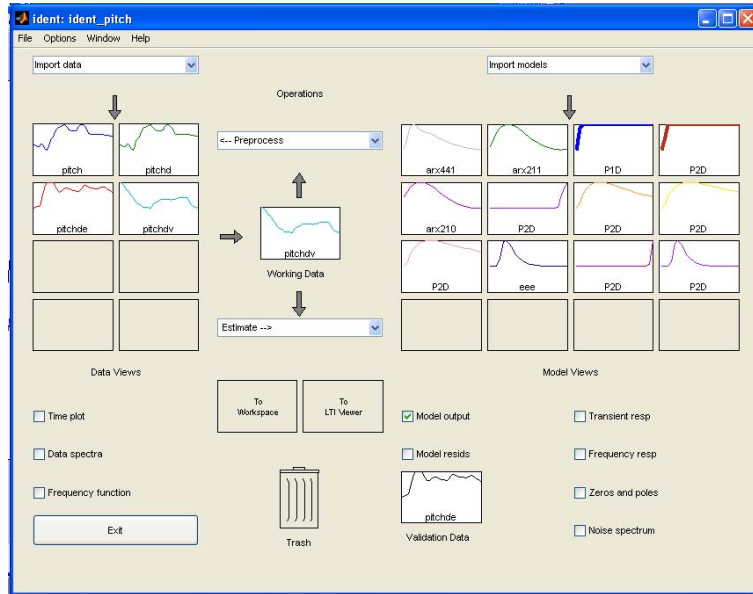 ident: ident_pitch
File Options Window Help
Import data
Import models
Operations
<-- Preprocess
pitch
pitchd
arx441
arx211
P1D
P2D
pitchde
pitchdv
arx210
P2D
P2D
P2D
pitchdv
Working Data
P2D
eee
P2D
P2D
Estimate -->
Data Views
Model Views
To
Workspace
To
LTI Viewer
Time plot
Model output
Transient resp
Data spectra
Model resids
Frequency resp
Frequency function
Zeros and poles
pitchde
Exit
Trash
Validation Data
Noise spectrum